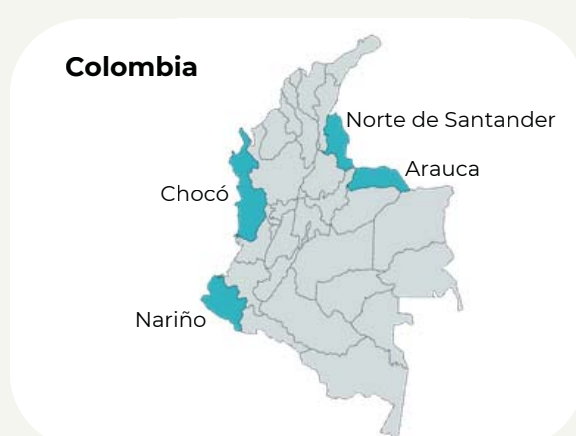 Colombia
Norte de Santander
Arauca
Chocó
Nariño